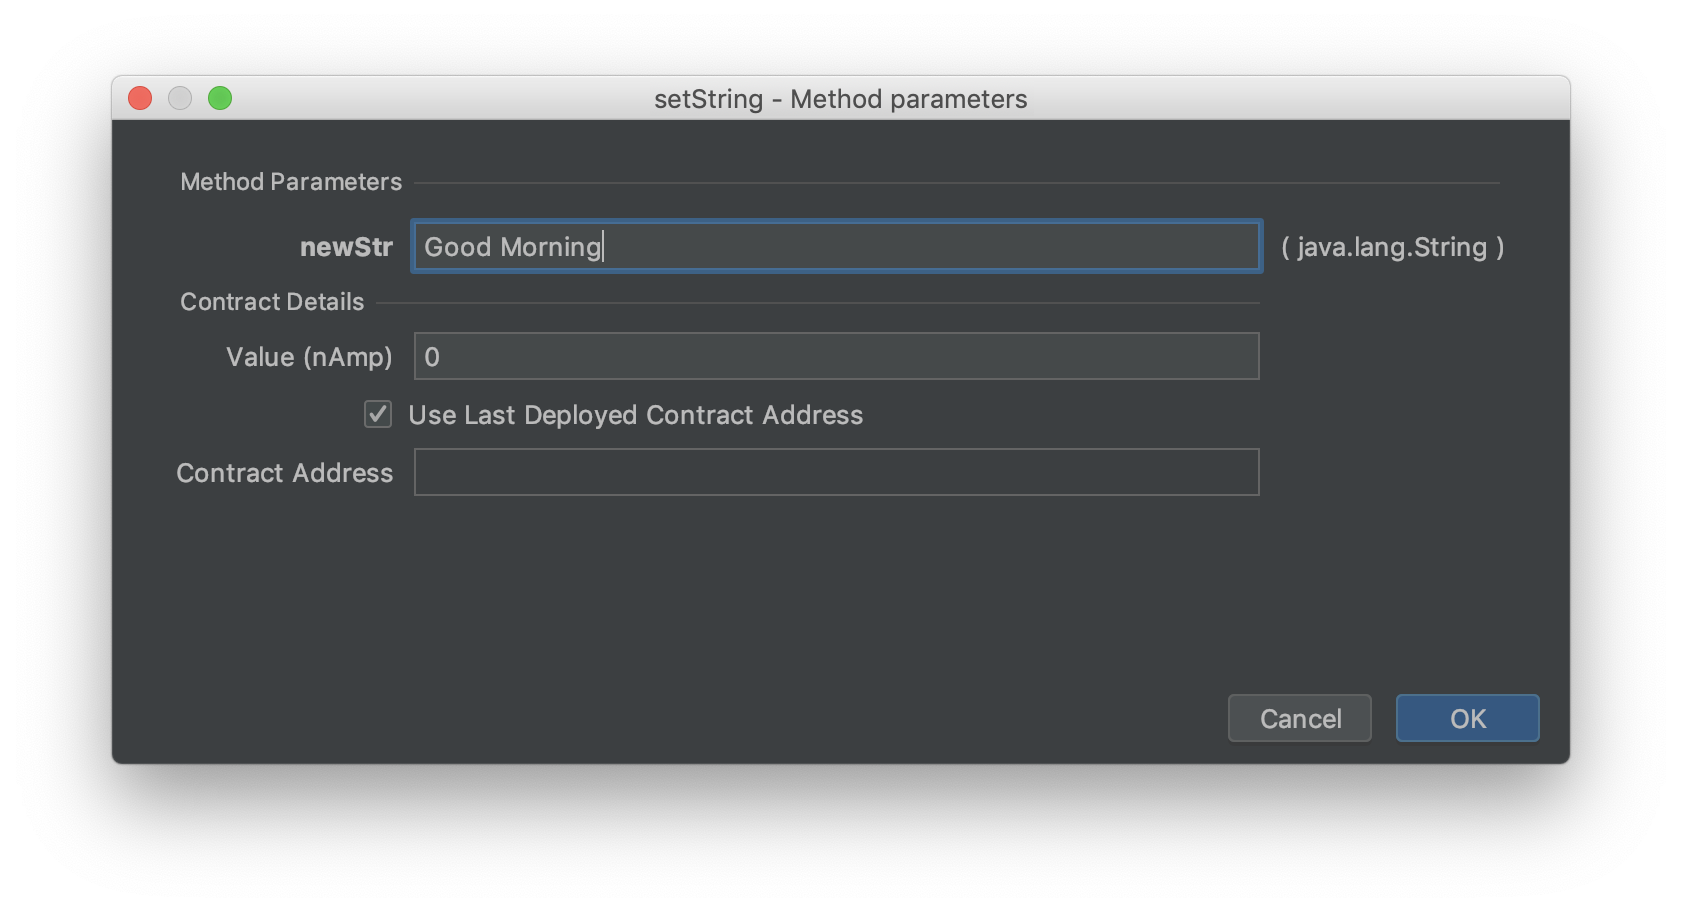 setString - Method parameters
Method Parameters
newStr Good Morning ( java.lang.String )
Contract Details
Value (nAmp) 0
Use Last Deployed Contract Address
Contract Address
Cancel OK